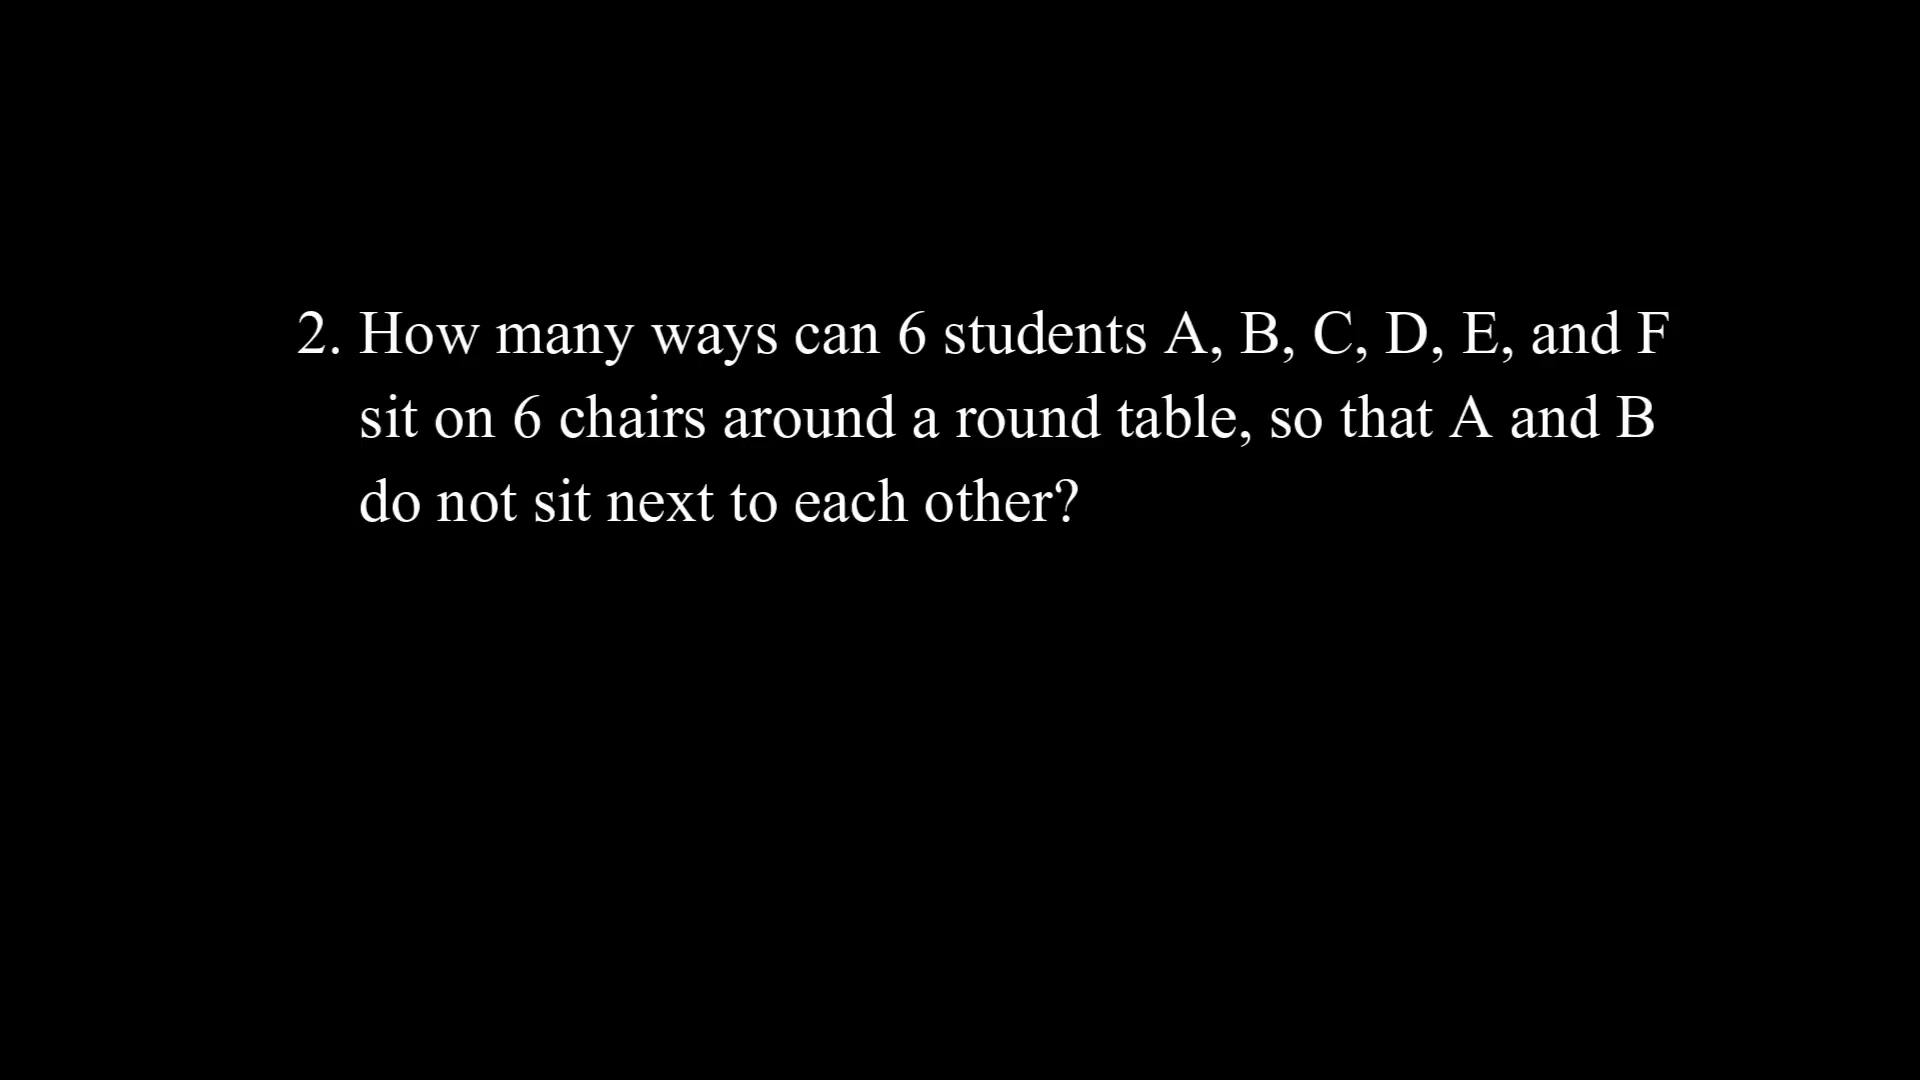 2. How many ways can 6 students A, B, C, D, E, and F
sit on 6 chairs around a round table, so that A and B
do not sit next to each other?